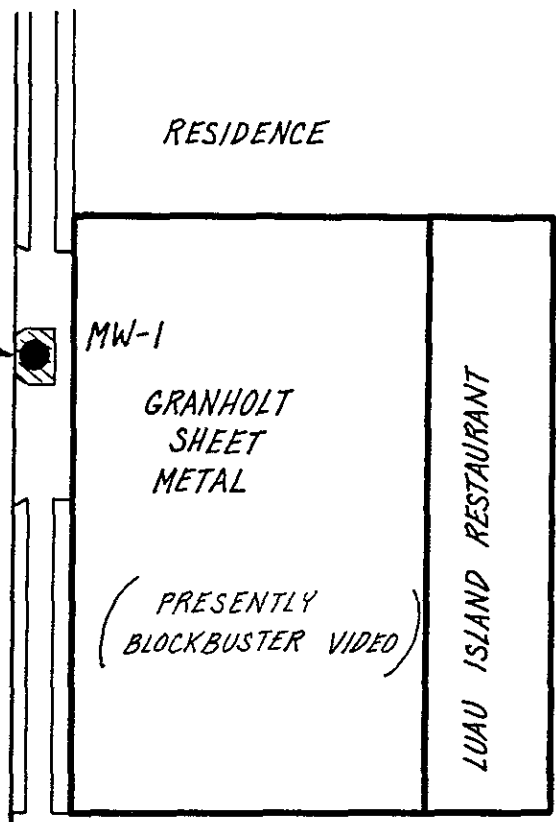 RESIDENCE
MW-1
GRANHOLT
SHEET
METAL
(PRESENTLY
BLOCKBUSTER VIDEO)
LUAU ISLAND RESTAURANT